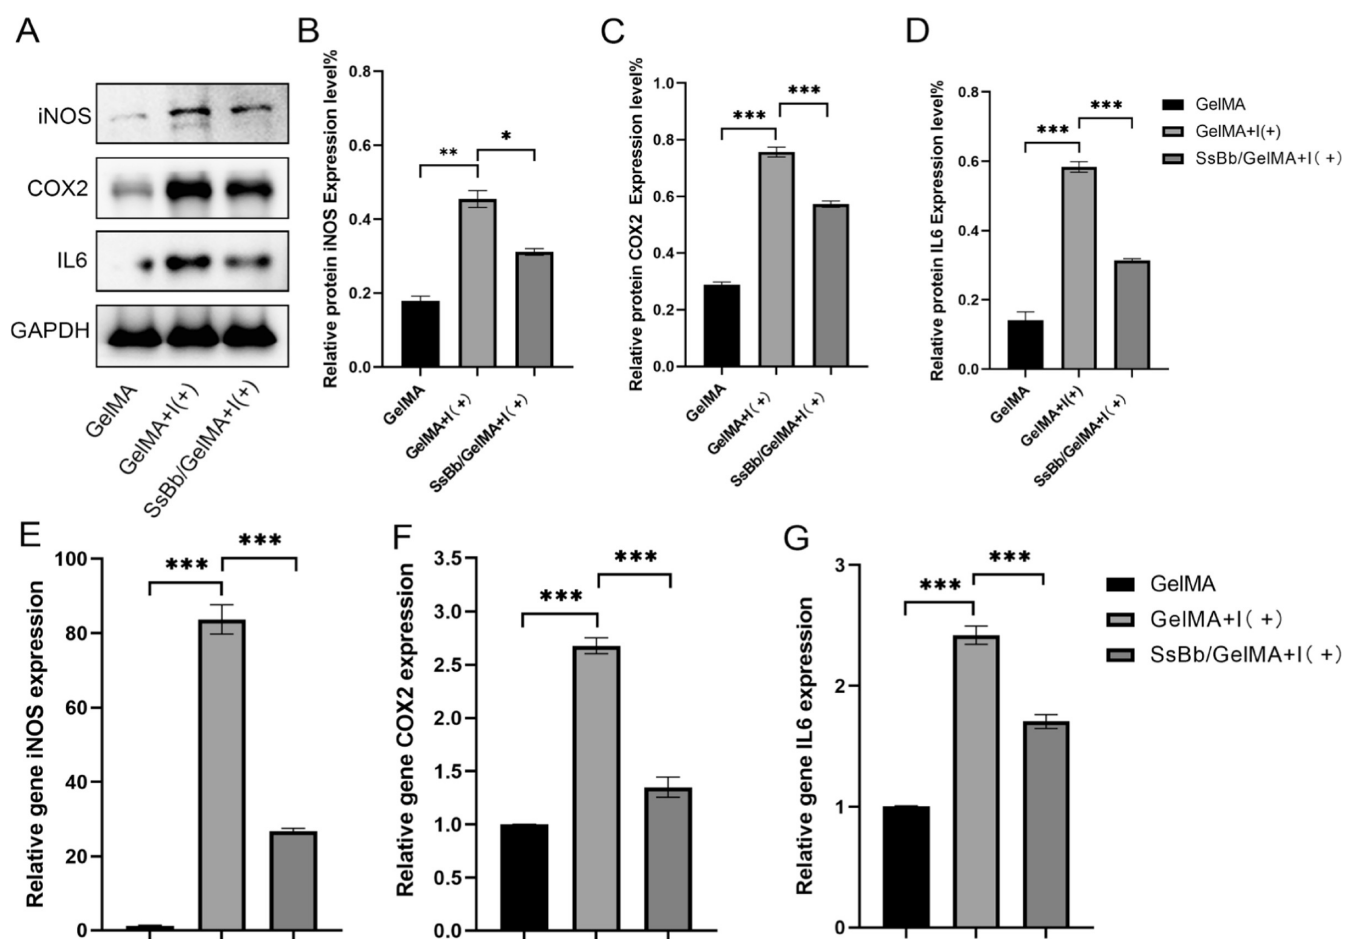 A
iNOS
COX2
IL6
GAPDH
GelMA
GelMA+I(+)
SsBb/GelMA+I(+)
B
Relative protein iNOS Expression level%
0.8
0.6
0.4
0.2
0.0
**
*
GelMA
GelMA+I(+)
SsBb/GelMA+I(+)
C
Relative protein COX2 Expression level%
1.0
0.8
0.6
0.4
0.2
0.0
***
***
GelMA
GelMA+I(+)
SsBb/GelMA+I(+)
D
Relative protein IL6 Expression level%
0.8
0.6
0.4
0.2
0.0
***
***
GelMA
GelMA+I(+)
SsBb/GelMA+I(+)
GelMA
GelMA+I(+)
SsBb/GelMA+I(+)
E
Relative gene iNOS expression
100
80
60
40
20
0
***
***
F
Relative gene COX2 expression
3.5
3.0
2.5
2.0
1.5
1.0
0.5
0.0
***
***
G
Relative gene IL6 expression
3
2
1
0
***
***
GelMA
GelMA+I(+)
SsBb/GelMA+I(+)